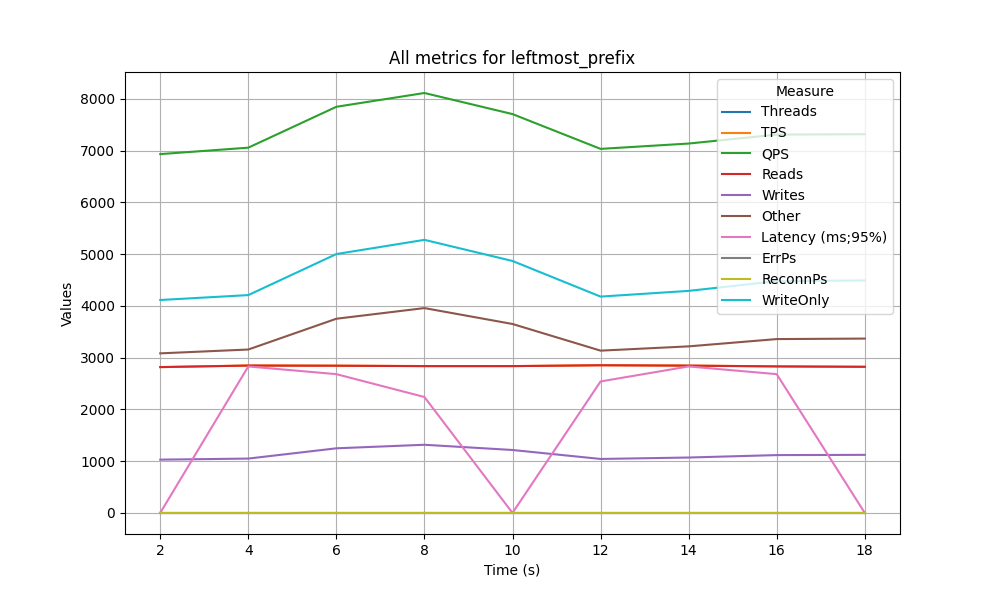 All metrics for leftmost_prefix
Measure
Threads
TPS
QPS
Reads
Writes
Other
Latency (ms;95%)
ErrPs
ReconnPs
WriteOnly
Values
8000
7000
6000
5000
4000
3000
2000
1000
0
2 4 6 8 10 12 14 16 18
Time (s)